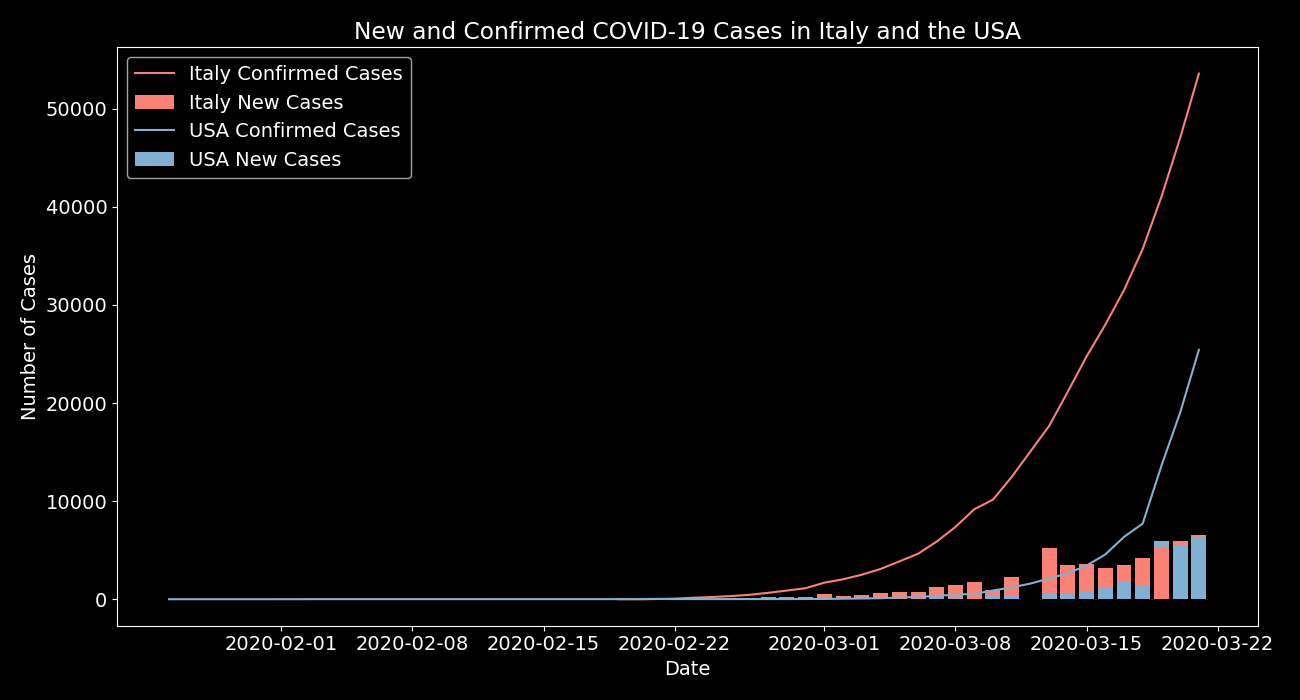 New and Confirmed COVID-19 Cases in Italy and the USA
Italy Confirmed Cases
Italy New Cases
USA Confirmed Cases
USA New Cases
Number of Cases
50000
40000
30000
20000
10000
0
2020-02-01 2020-02-08 2020-02-15 2020-02-22 2020-03-01 2020-03-08 2020-03-15 2020-03-22
Date